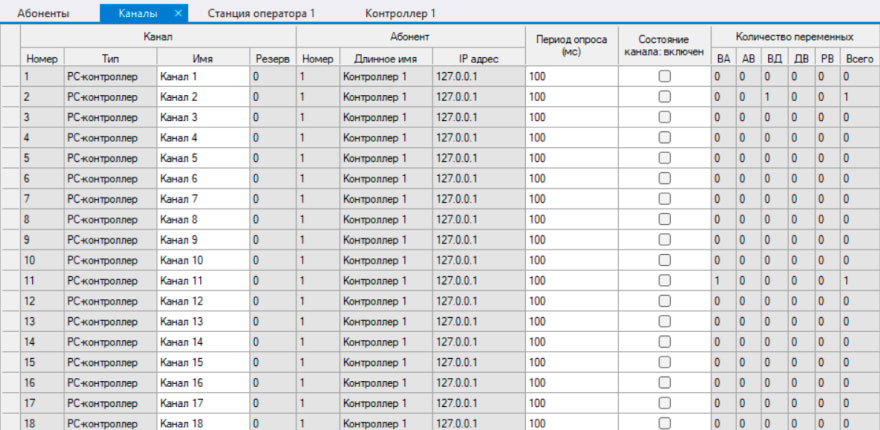 Абоненты Каналы × Станция оператора 1 Контроллер 1
Канал Абонент Период опроса (мс) Состояние канала: включен Количество переменных
Номер Тип Имя Резерв Номер Длинное имя IP адрес ВА АВ ВД ДВ РВ Всего
1 РС-контроллер Канал 1 0 1 Контроллер 1 127.0.0.1 100 0 0 0 0 0 0
2 РС-контроллер Канал 2 0 1 Контроллер 1 127.0.0.1 100 0 0 1 0 0 1
3 РС-контроллер Канал 3 0 1 Контроллер 1 127.0.0.1 100 0 0 0 0 0 0
4 РС-контроллер Канал 4 0 1 Контроллер 1 127.0.0.1 100 0 0 0 0 0 0
5 РС-контроллер Канал 5 0 1 Контроллер 1 127.0.0.1 100 0 0 0 0 0 0
6 РС-контроллер Канал 6 0 1 Контроллер 1 127.0.0.1 100 0 0 0 0 0 0
7 РС-контроллер Канал 7 0 1 Контроллер 1 127.0.0.1 100 0 0 0 0 0 0
8 РС-контроллер Канал 8 0 1 Контроллер 1 127.0.0.1 100 0 0 0 0 0 0
9 РС-контроллер Канал 9 0 1 Контроллер 1 127.0.0.1 100 0 0 0 0 0 0
10 РС-контроллер Канал 10 0 1 Контроллер 1 127.0.0.1 100 0 0 0 0 0 0
11 РС-контроллер Канал 11 0 1 Контроллер 1 127.0.0.1 100 1 0 0 0 0 1
12 РС-контроллер Канал 12 0 1 Контроллер 1 127.0.0.1 100 0 0 0 0 0 0
13 РС-контроллер Канал 13 0 1 Контроллер 1 127.0.0.1 100 0 0 0 0 0 0
14 РС-контроллер Канал 14 0 1 Контроллер 1 127.0.0.1 100 0 0 0 0 0 0
15 РС-контроллер Канал 15 0 1 Контроллер 1 127.0.0.1 100 0 0 0 0 0 0
16 РС-контроллер Канал 16 0 1 Контроллер 1 127.0.0.1 100 0 0 0 0 0 0
17 РС-контроллер Канал 17 0 1 Контроллер 1 127.0.0.1 100 0 0 0 0 0 0
18 РС-контроллер Канал 18 0 1 Контроллер 1 127.0.0.1 100 0 0 0 0 0 0